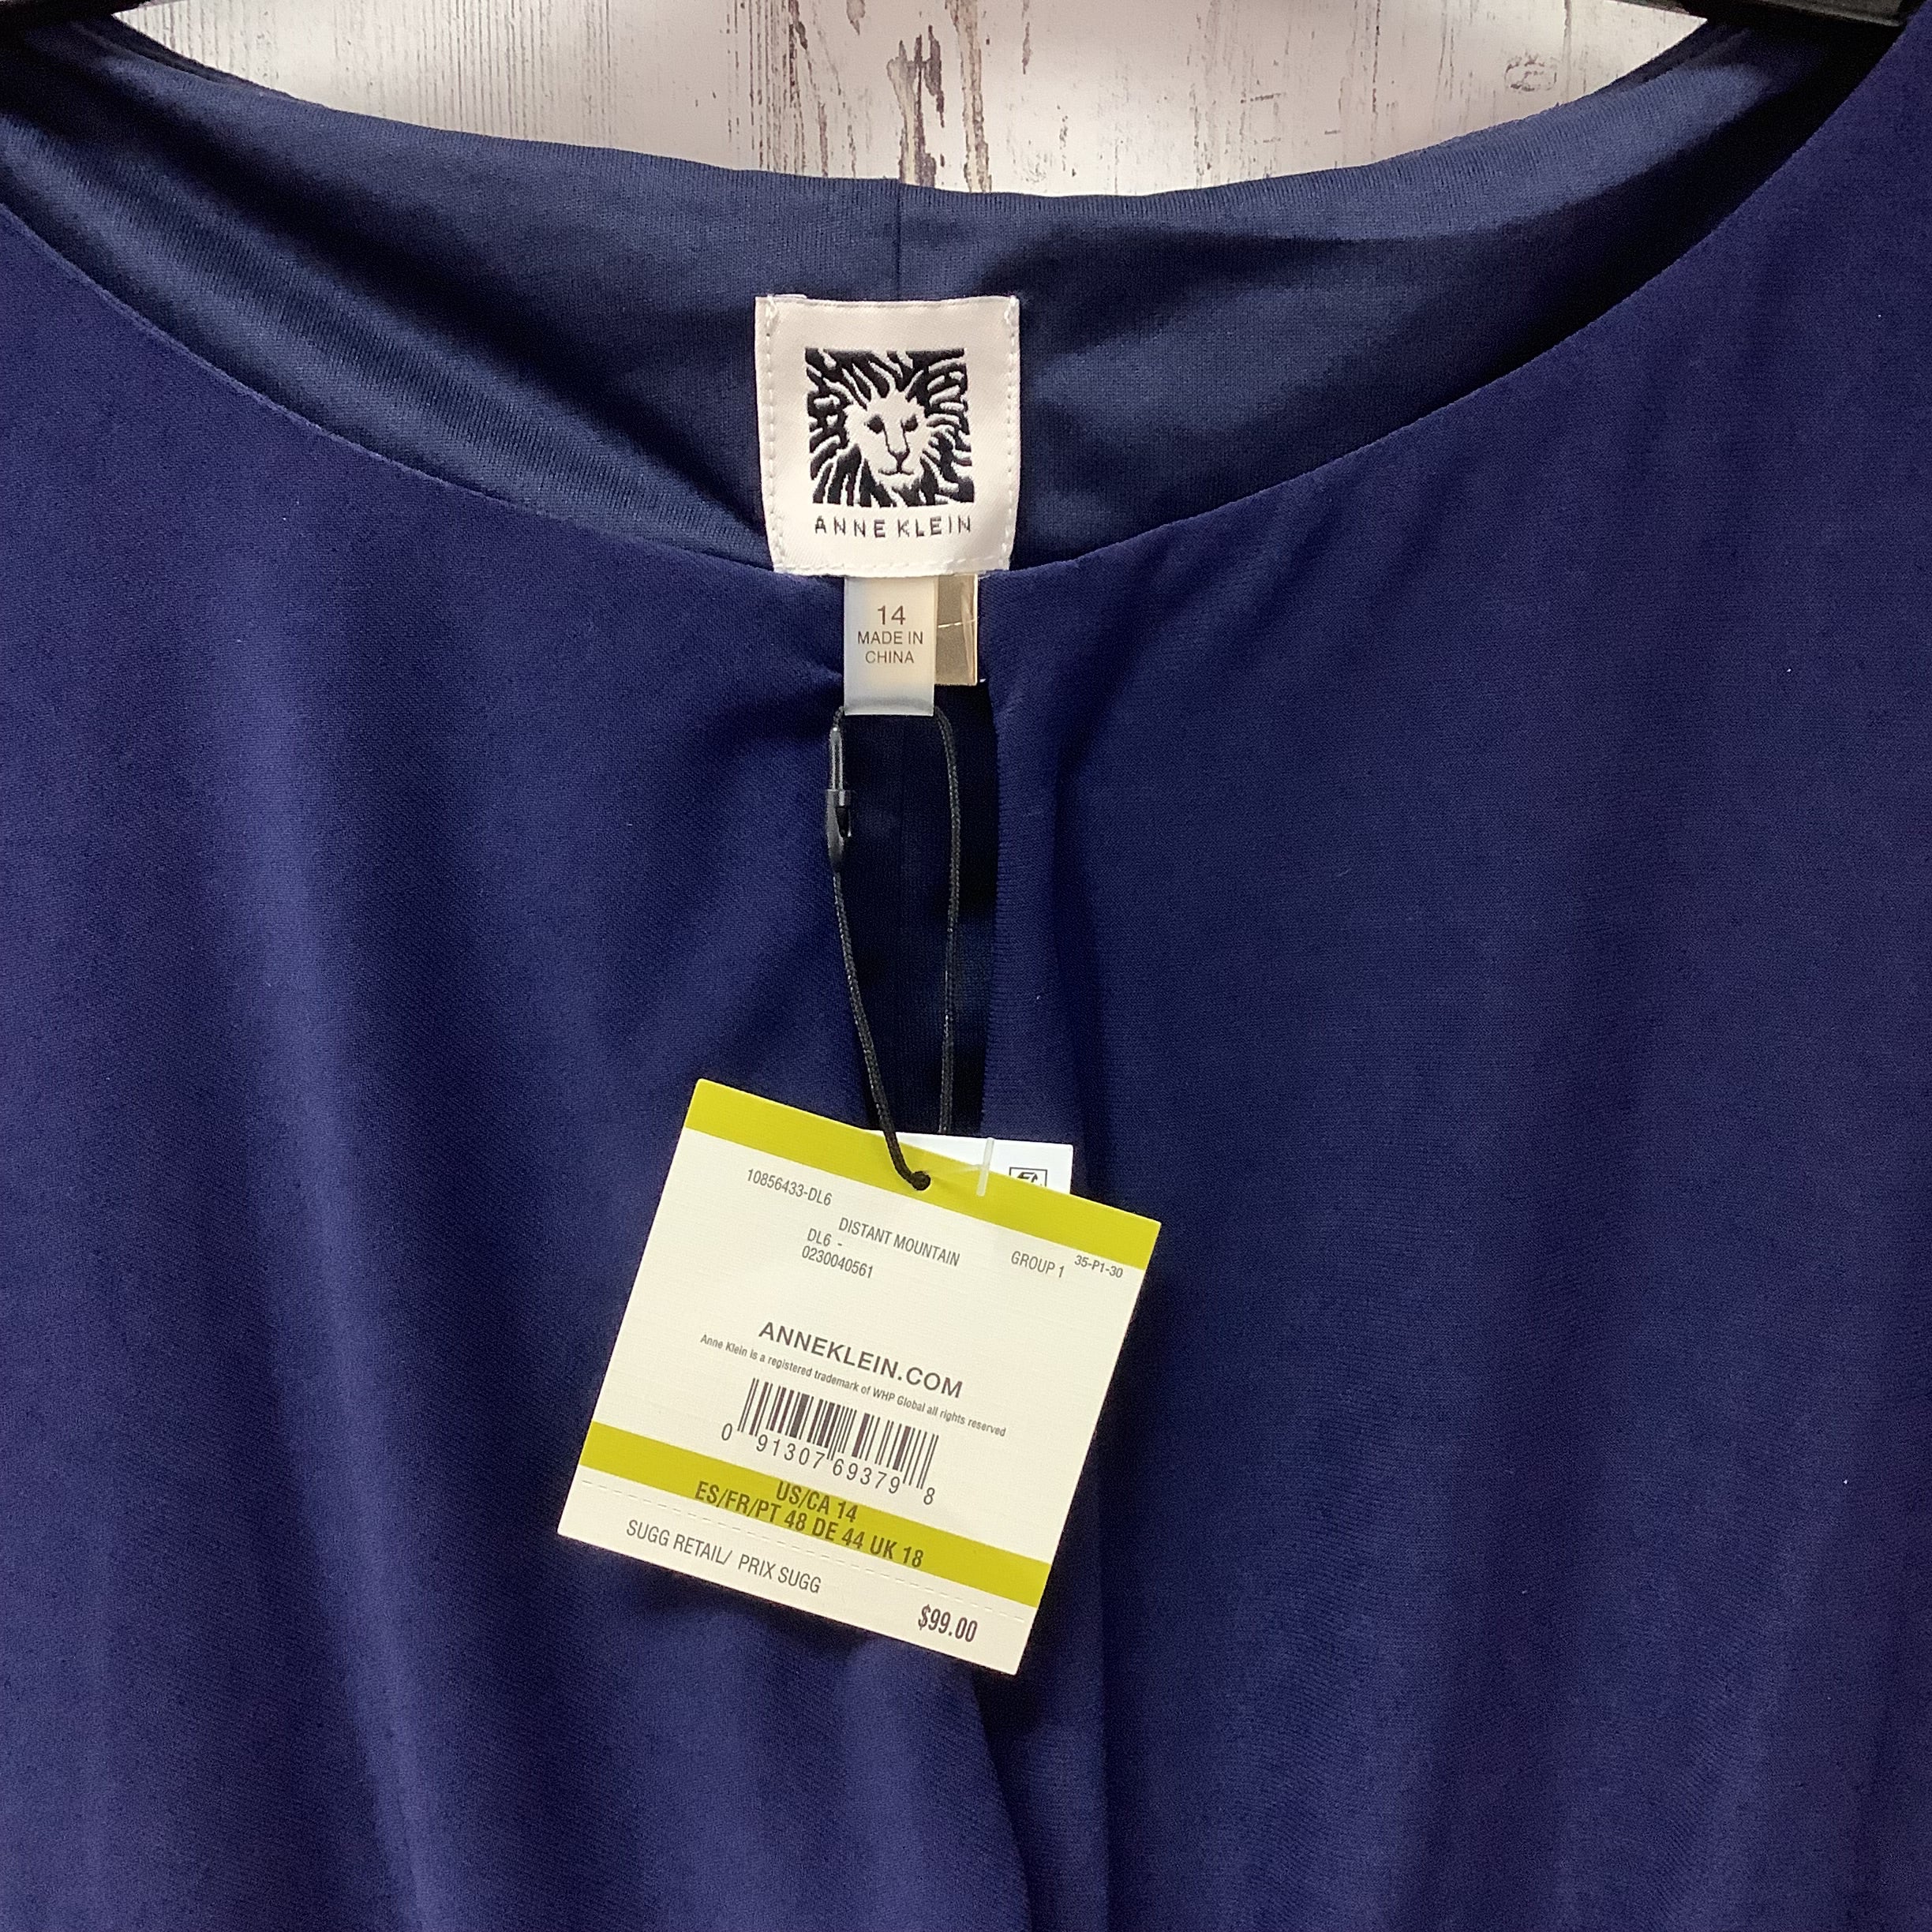 ANNE KLEIN
14
MADE IN
CHINA
10856433-DL6
DISTANT MOUNTAIN
DL6 -
0230040561
GROUP 1
35-P1-30
ANNEKLEIN.COM
Anne Klein is a registered trademark of WHP Global all rights reserved
0 91307 69379 8
US/CA 14
ES/FR/PT 48 DE 44 UK 18
SUGG RETAIL/ PRIX SUGG
$99.00